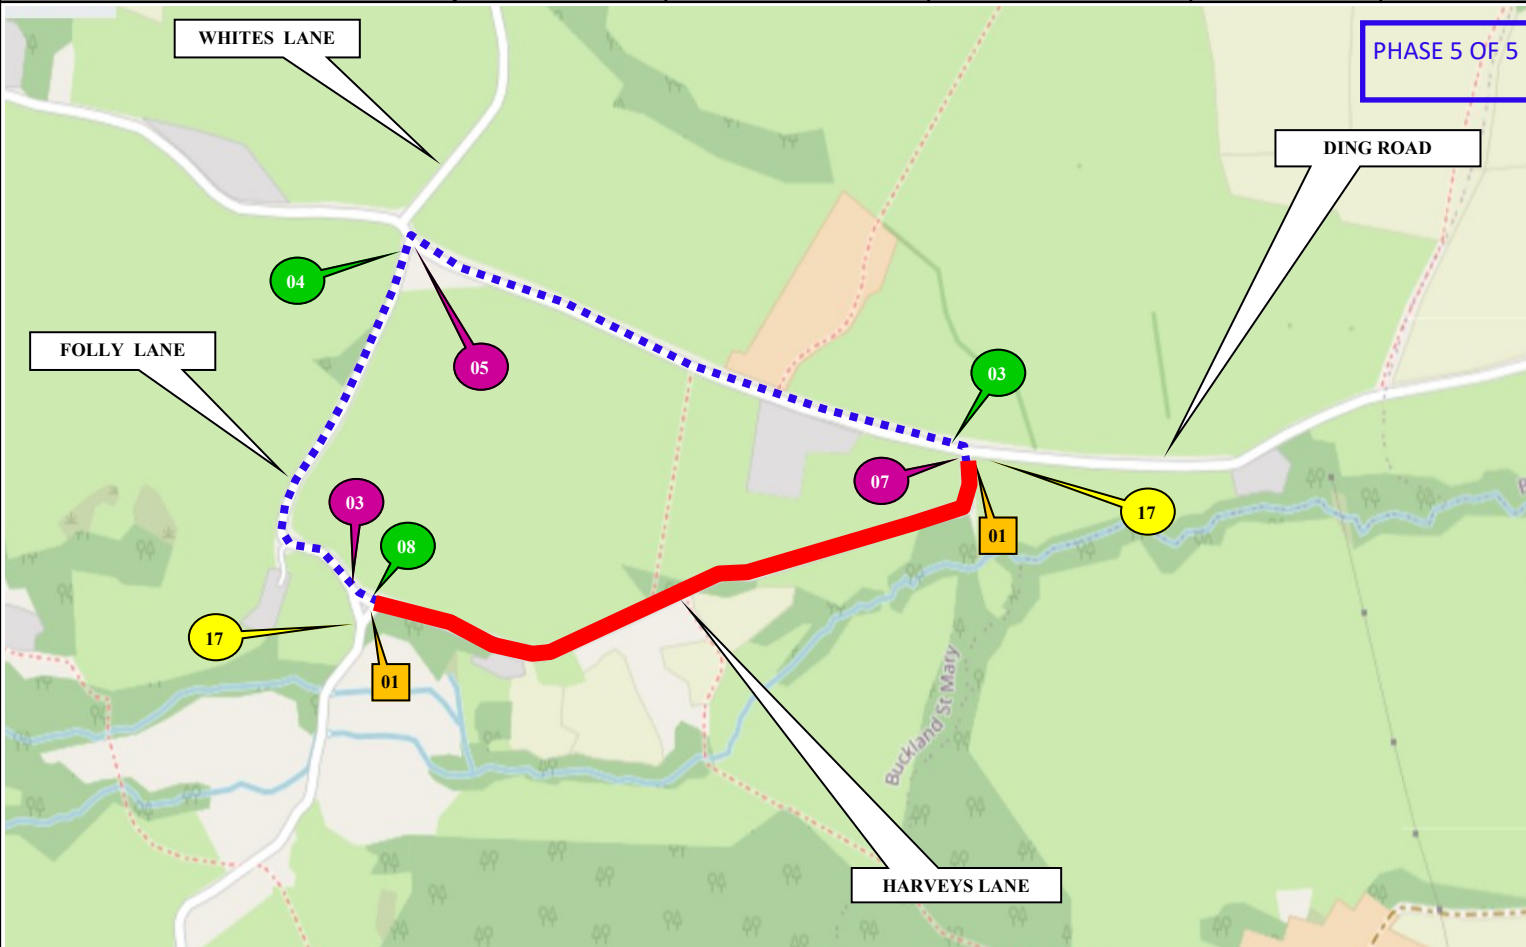 WHITES LANE
PHASE 5 OF 5
DING ROAD
04
FOLLY LANE
05
03
07
03
17
01
08
17
01
Buckland St Mary
HARVEYS LANE